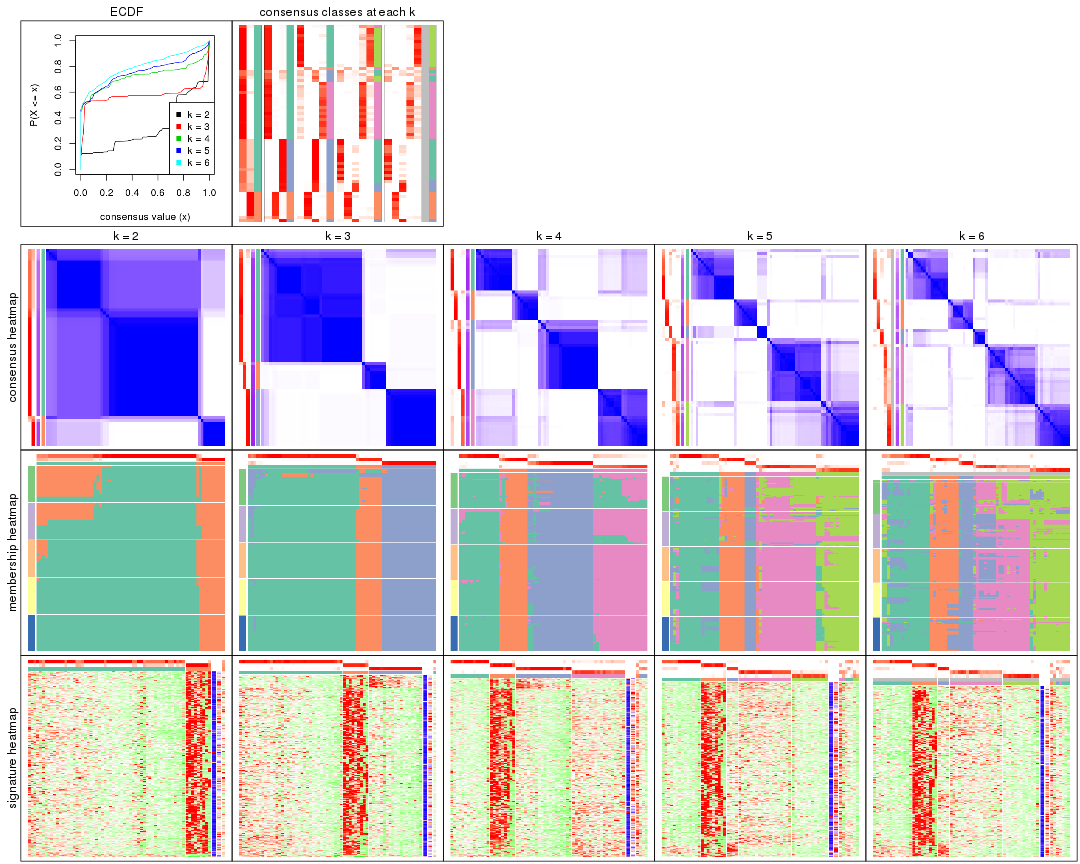 ECDF
consensus classes at each k
P(X <= x)
0.0 0.2 0.4 0.6 0.8 1.0
k = 2
k = 3
k = 4
k = 5
k = 6
0.0 0.2 0.4 0.6 0.8 1.0
consensus value (x)
k = 2
k = 3
k = 4
k = 5
k = 6
consensus heatmap
membership heatmap
signature heatmap